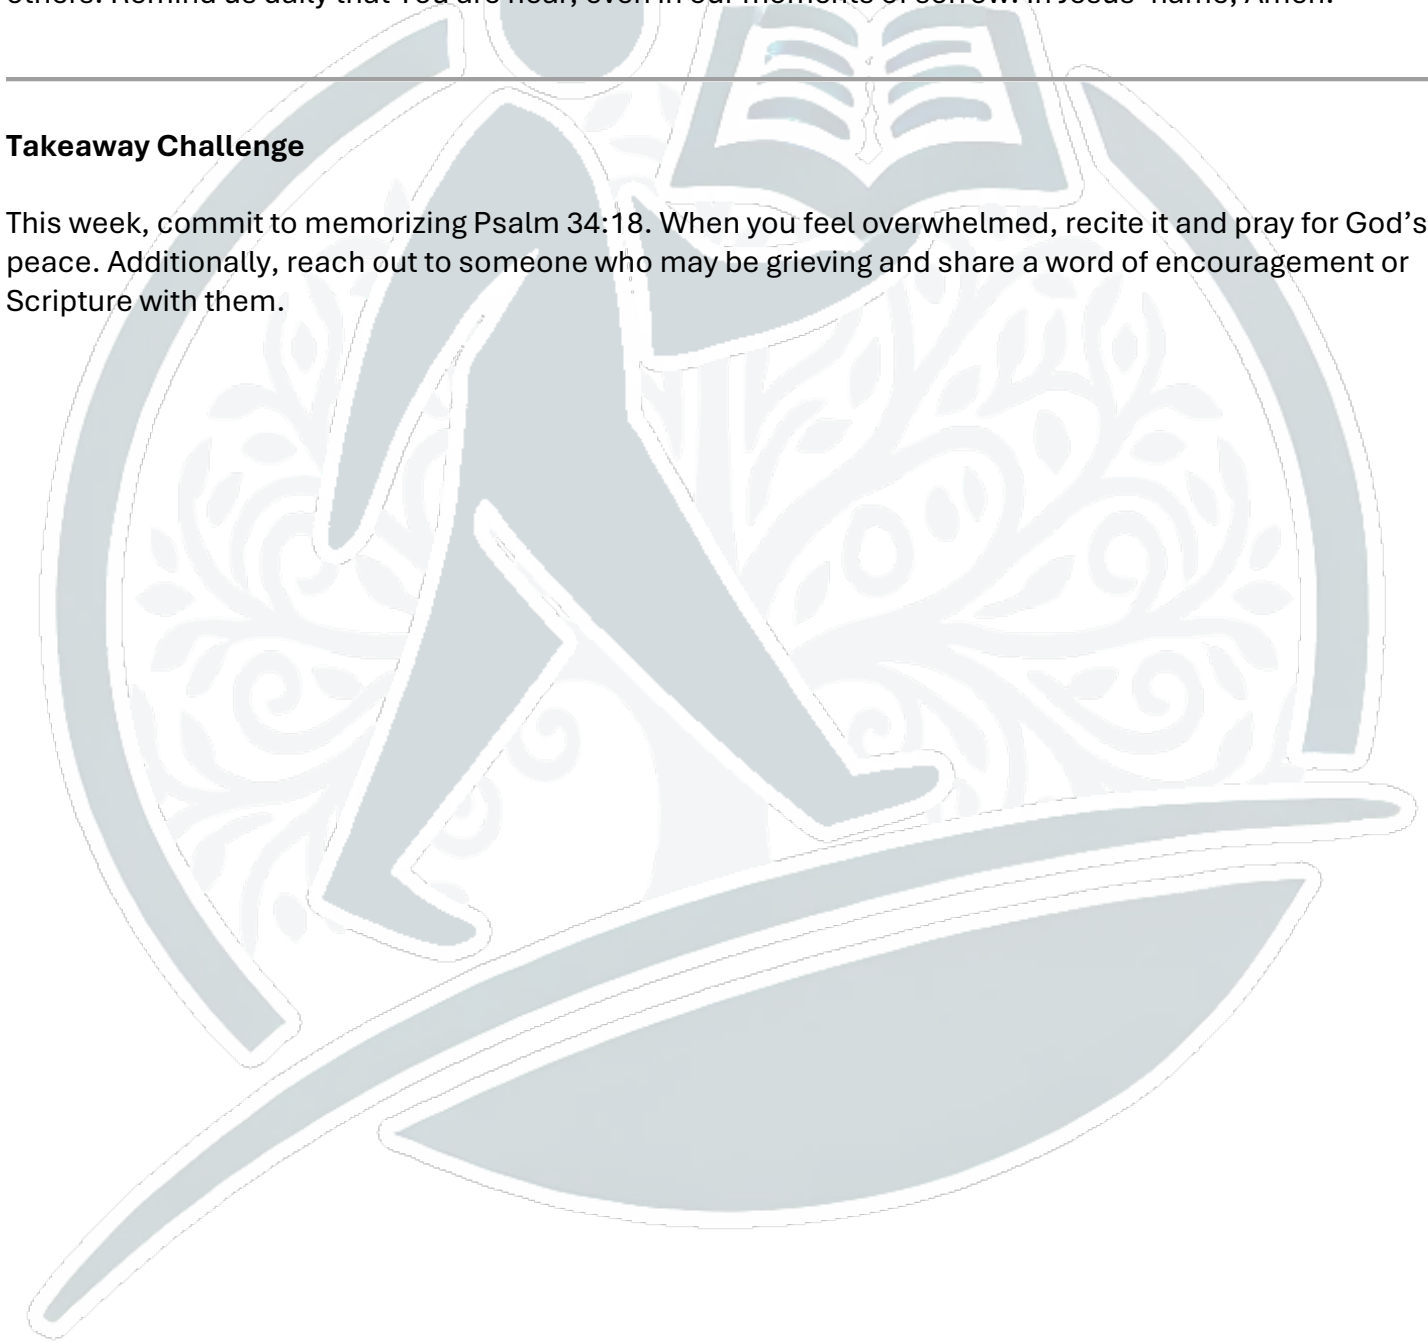 others. Remind us daily that You are near, even in our moments of sorrow. In Jesus' name, Amen.
Takeaway Challenge
This week, commit to memorizing Psalm 34:18. When you feel overwhelmed, recite it and pray for God’s
peace. Additionally, reach out to someone who may be grieving and share a word of encouragement or
Scripture with them.